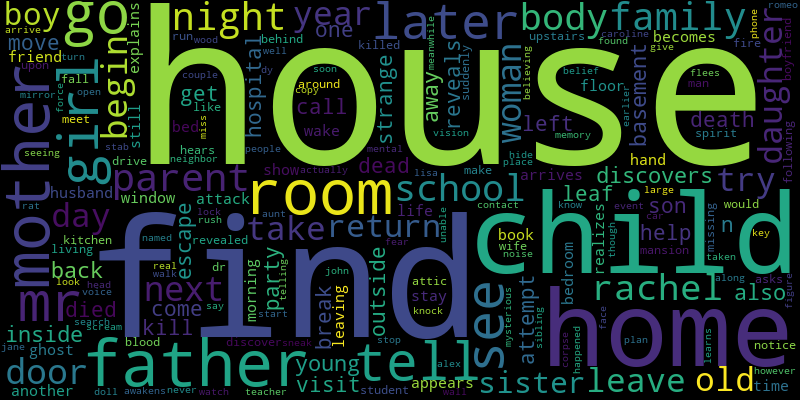 boy
go
night
year
later
body
family
arrive
friend
move
explains
run
wood
one
behind
killed
upstairs
found
caroline
becomes
phone
romeo
fall
turn
upon
begin
house
couple
well
hospital
strange
away
meanwhile
reveals
suddenly
woman
believing
give
fire
man
boyfriend
mirror
open
still
get
like
dy
soon
people
around
copy
call
floor
belief
earlier
basement
flees
daughter
mother
girl
force
meet
stab
miss
hears
neighbor
bed
wake
vision
left
hide
place
memory
death
spirit
following
seeing
parent
drive
room
show
actually
dead
mental
lisa
make
school
arrives
discovers
hand
try
husband
window
attack
life
contact
know
leaf
event
large
son
missing
would
day
rat
escape
lock
rush
aunt
take
return
unable
book
wife
noise
realizes
though
car
help
n
key
kitchen
living
revealed
named
fear
find
child
mansion
taken
back
look
real
walk
dr
morning
party
telling
outside
john
attic
see
mysterious
bedroom
rachel
also
along
asks
old
mr
head
voice
next
break
leaving
stay
knock
attempt
sibling
face
home
figure
died
search
scream
come
say
start
inside
kill
discover
sneak
stop
corpse
happened
plan
learns
notice
jane
ghost
blood
father
young
tell
alex
appears
sister
leave
however
time
door
another
doll
awakens
never
watch
teacher
visit
student
wall